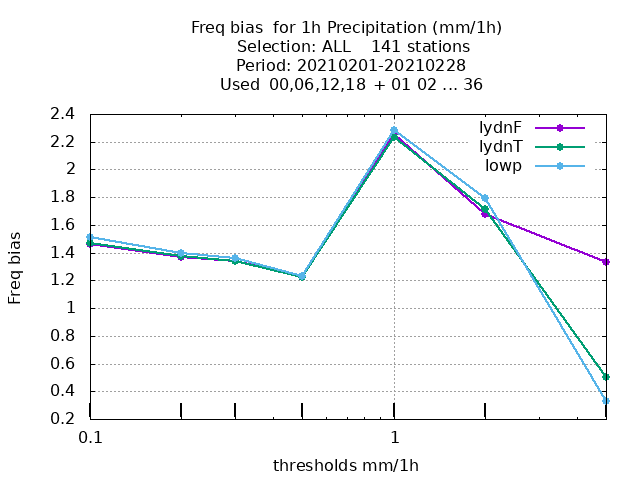 Freq bias  for 1h Precipitation (mm/1h)
Selection: ALL    141 stations
Period: 20210201-20210228
Used  00,06,12,18  + 01 02 ... 36
lydnF
lydnT
lowp
2.4
2.2
2
1.8
1.6
1.4
1.2
1
0.8
0.6
0.4
0.2
Freq bias
0.1
1
thresholds mm/1h